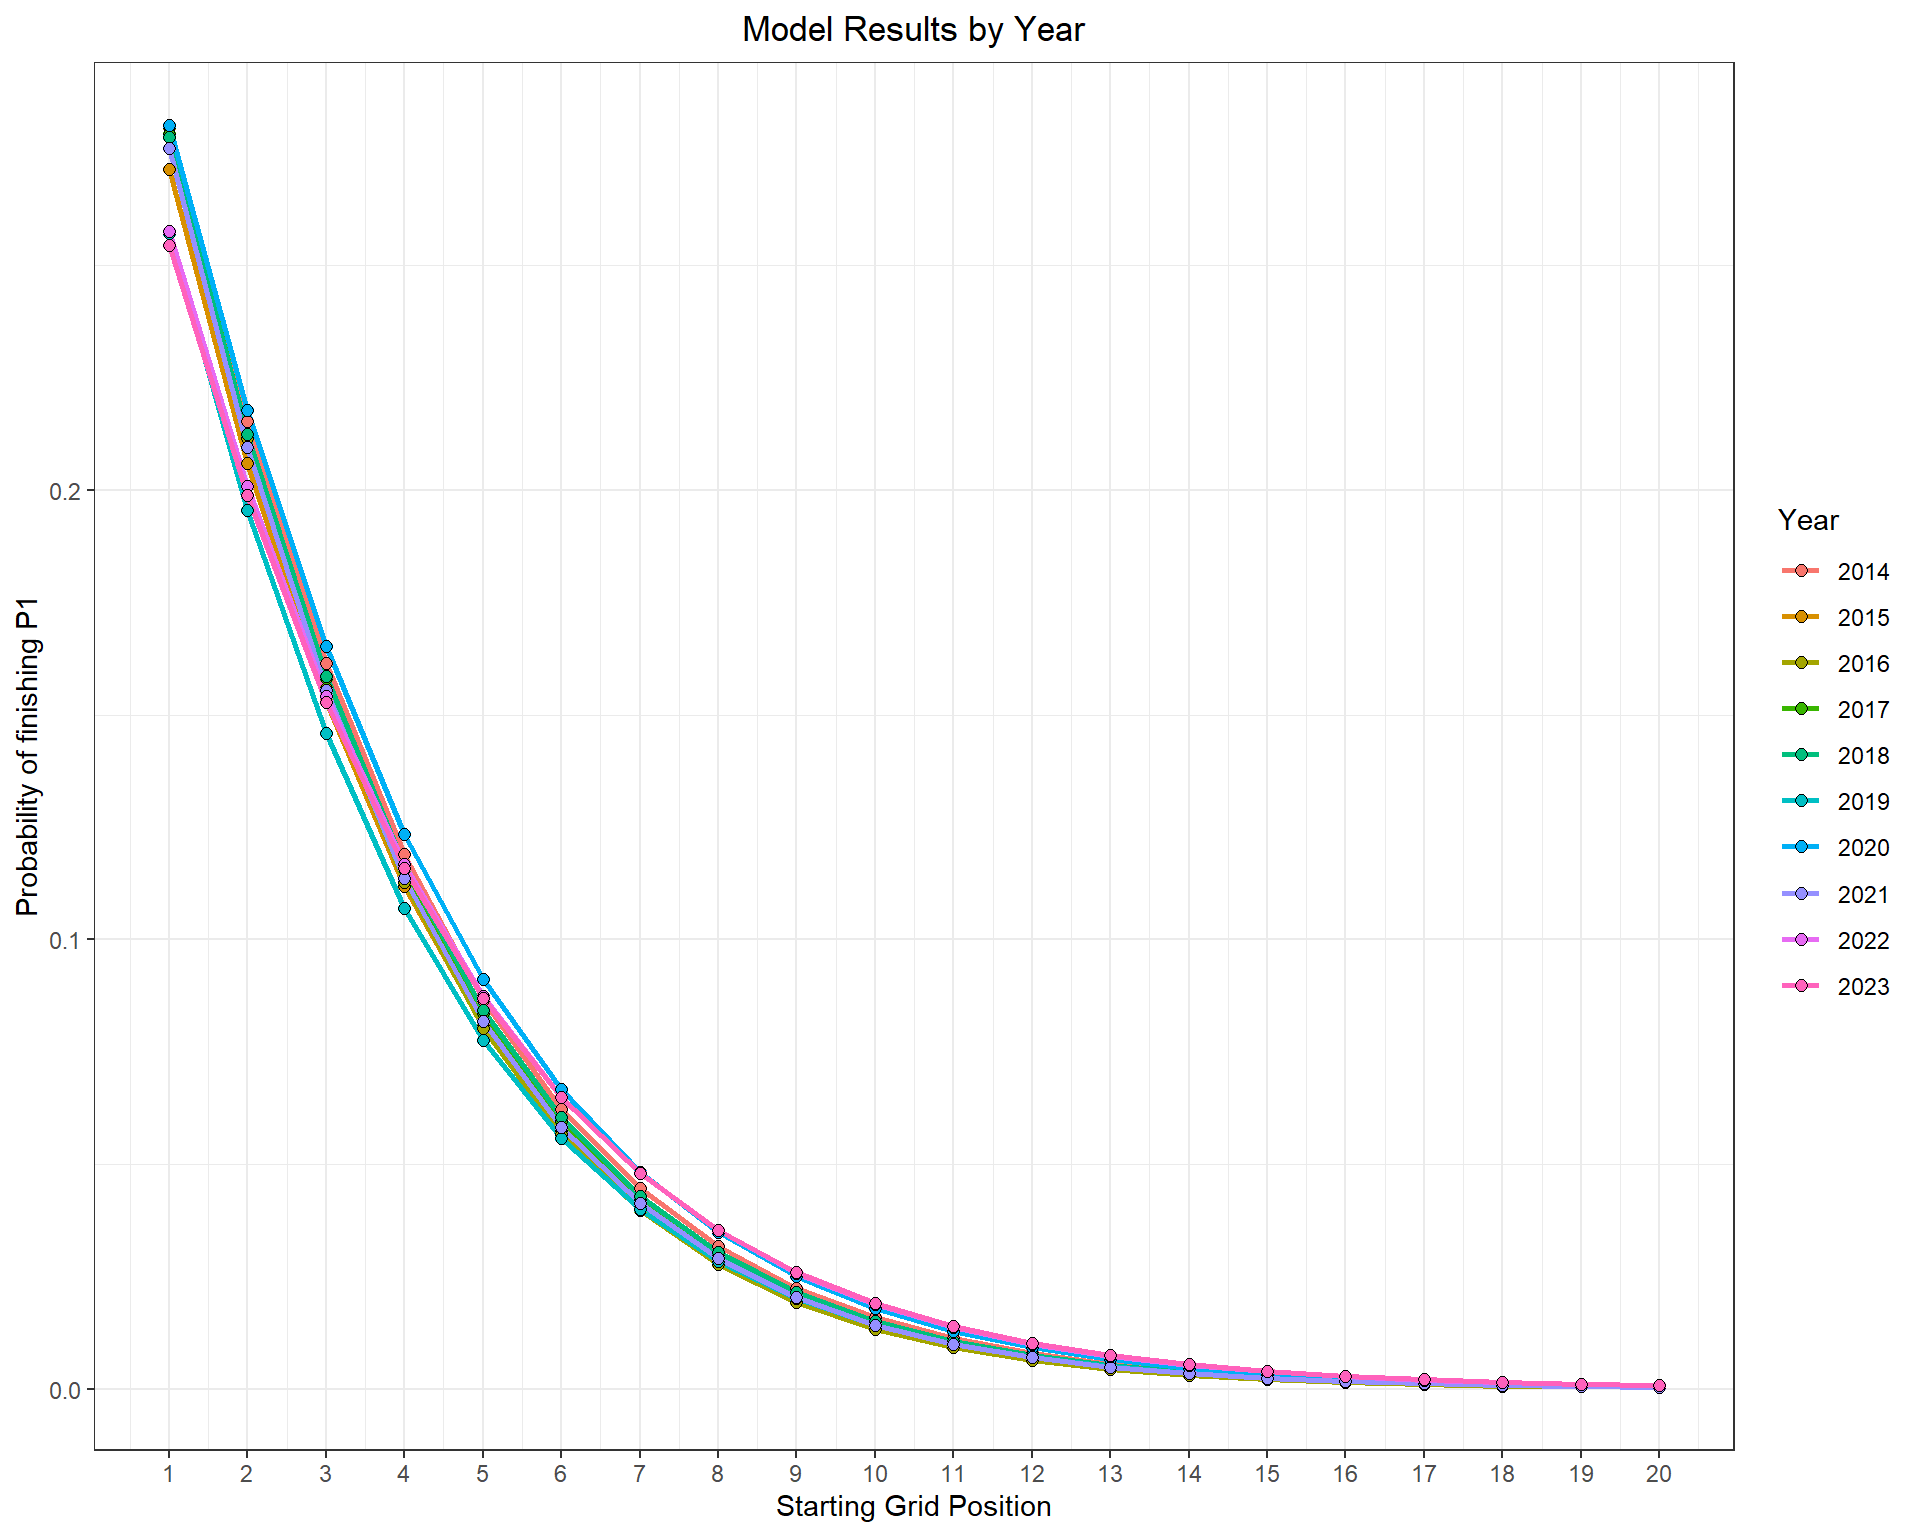 Model Results by Year
Probability of finishing P1
0.2
0.1
0.0
1 2 3 4 5 6 7 8 9 10 11 12 13 14 15 16 17 18 19 20
Starting Grid Position
Year
2014
2015
2016
2017
2018
2019
2020
2021
2022
2023